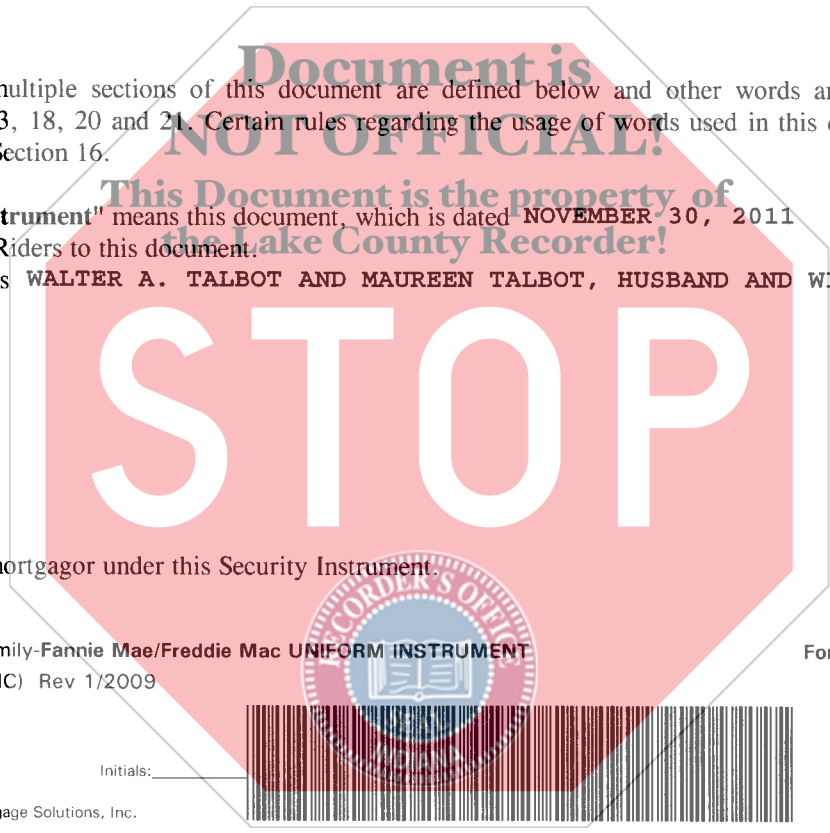 Document is
multiple sections of this document are defined below and other words ar
3, 18, 20 and 21. Certain rules regarding the usage of words used in this d
NOT OFFICIAL!
Section 16.
This Document is the property of
trument" means this document, which is dated NOVEMBER 30, 2011
the Lake County Recorder!
Riders to this document.
s WALTER A. TALBOT AND MAUREEN TALBOT, HUSBAND AND WI
STOP
ortgagor under this Security Instrument.
RECORDER'S OFFICE
mily-Fannie Mae/Freddie Mac UNIFORM INSTRUMENT For
IC) Rev 1/2009
INDIANA
Initials:
gage Solutions, Inc.